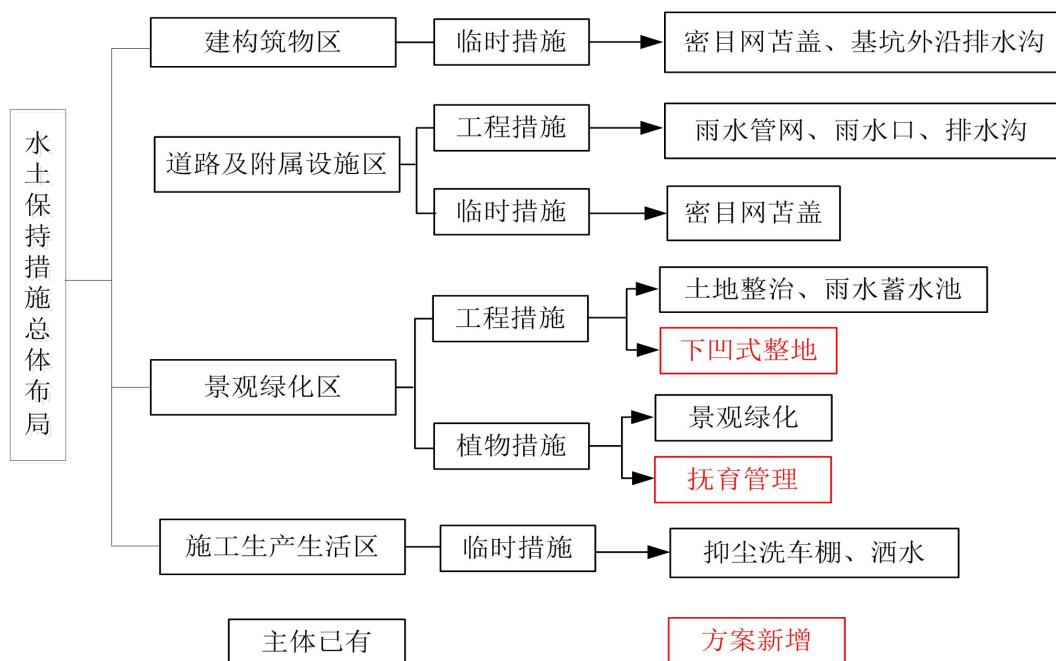 水土保持措施总体布局
建构筑物区
临时措施
密目网苫盖、基坑外沿排水沟
道路及附属设施区
工程措施
雨水管网、雨水口、排水沟
临时措施
密目网苫盖
景观绿化区
工程措施
土地整治、雨水蓄水池
下凹式整地
植物措施
景观绿化
抚育管理
施工生产生活区
临时措施
抑尘洗车棚、洒水
主体已有
方案新增